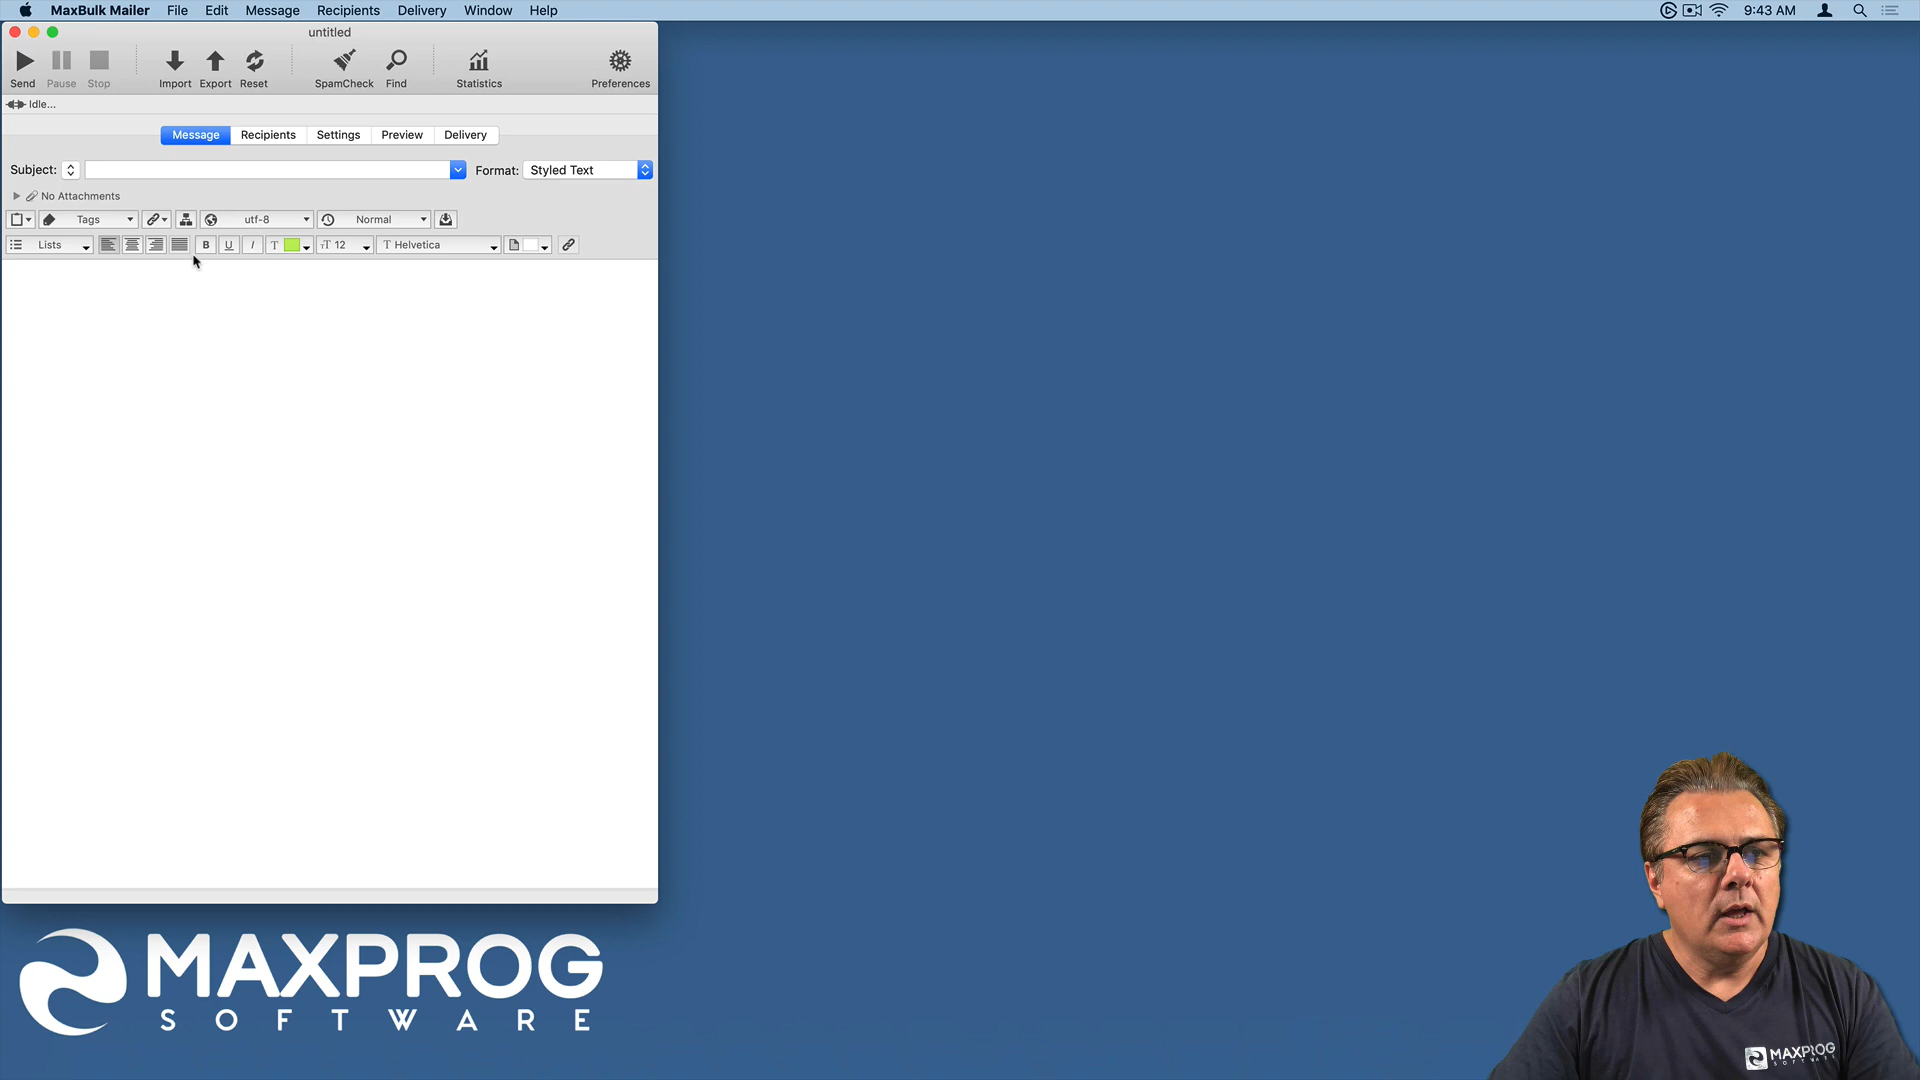 MaxBulk Mailer File Edit Message Recipients Delivery Window Help 9:43 AM
untitled
Send Pause Stop Import Export Reset SpamCheck Find Statistics Preferences
Idle...
Message Recipients Settings Preview Delivery
Subject: Format: Styled Text
No Attachments
Tags utf-8 Normal
Lists B U I T T 12 T Helvetica
MAXPROG
SOFTWARE
MAXPROG
SOFTWARE